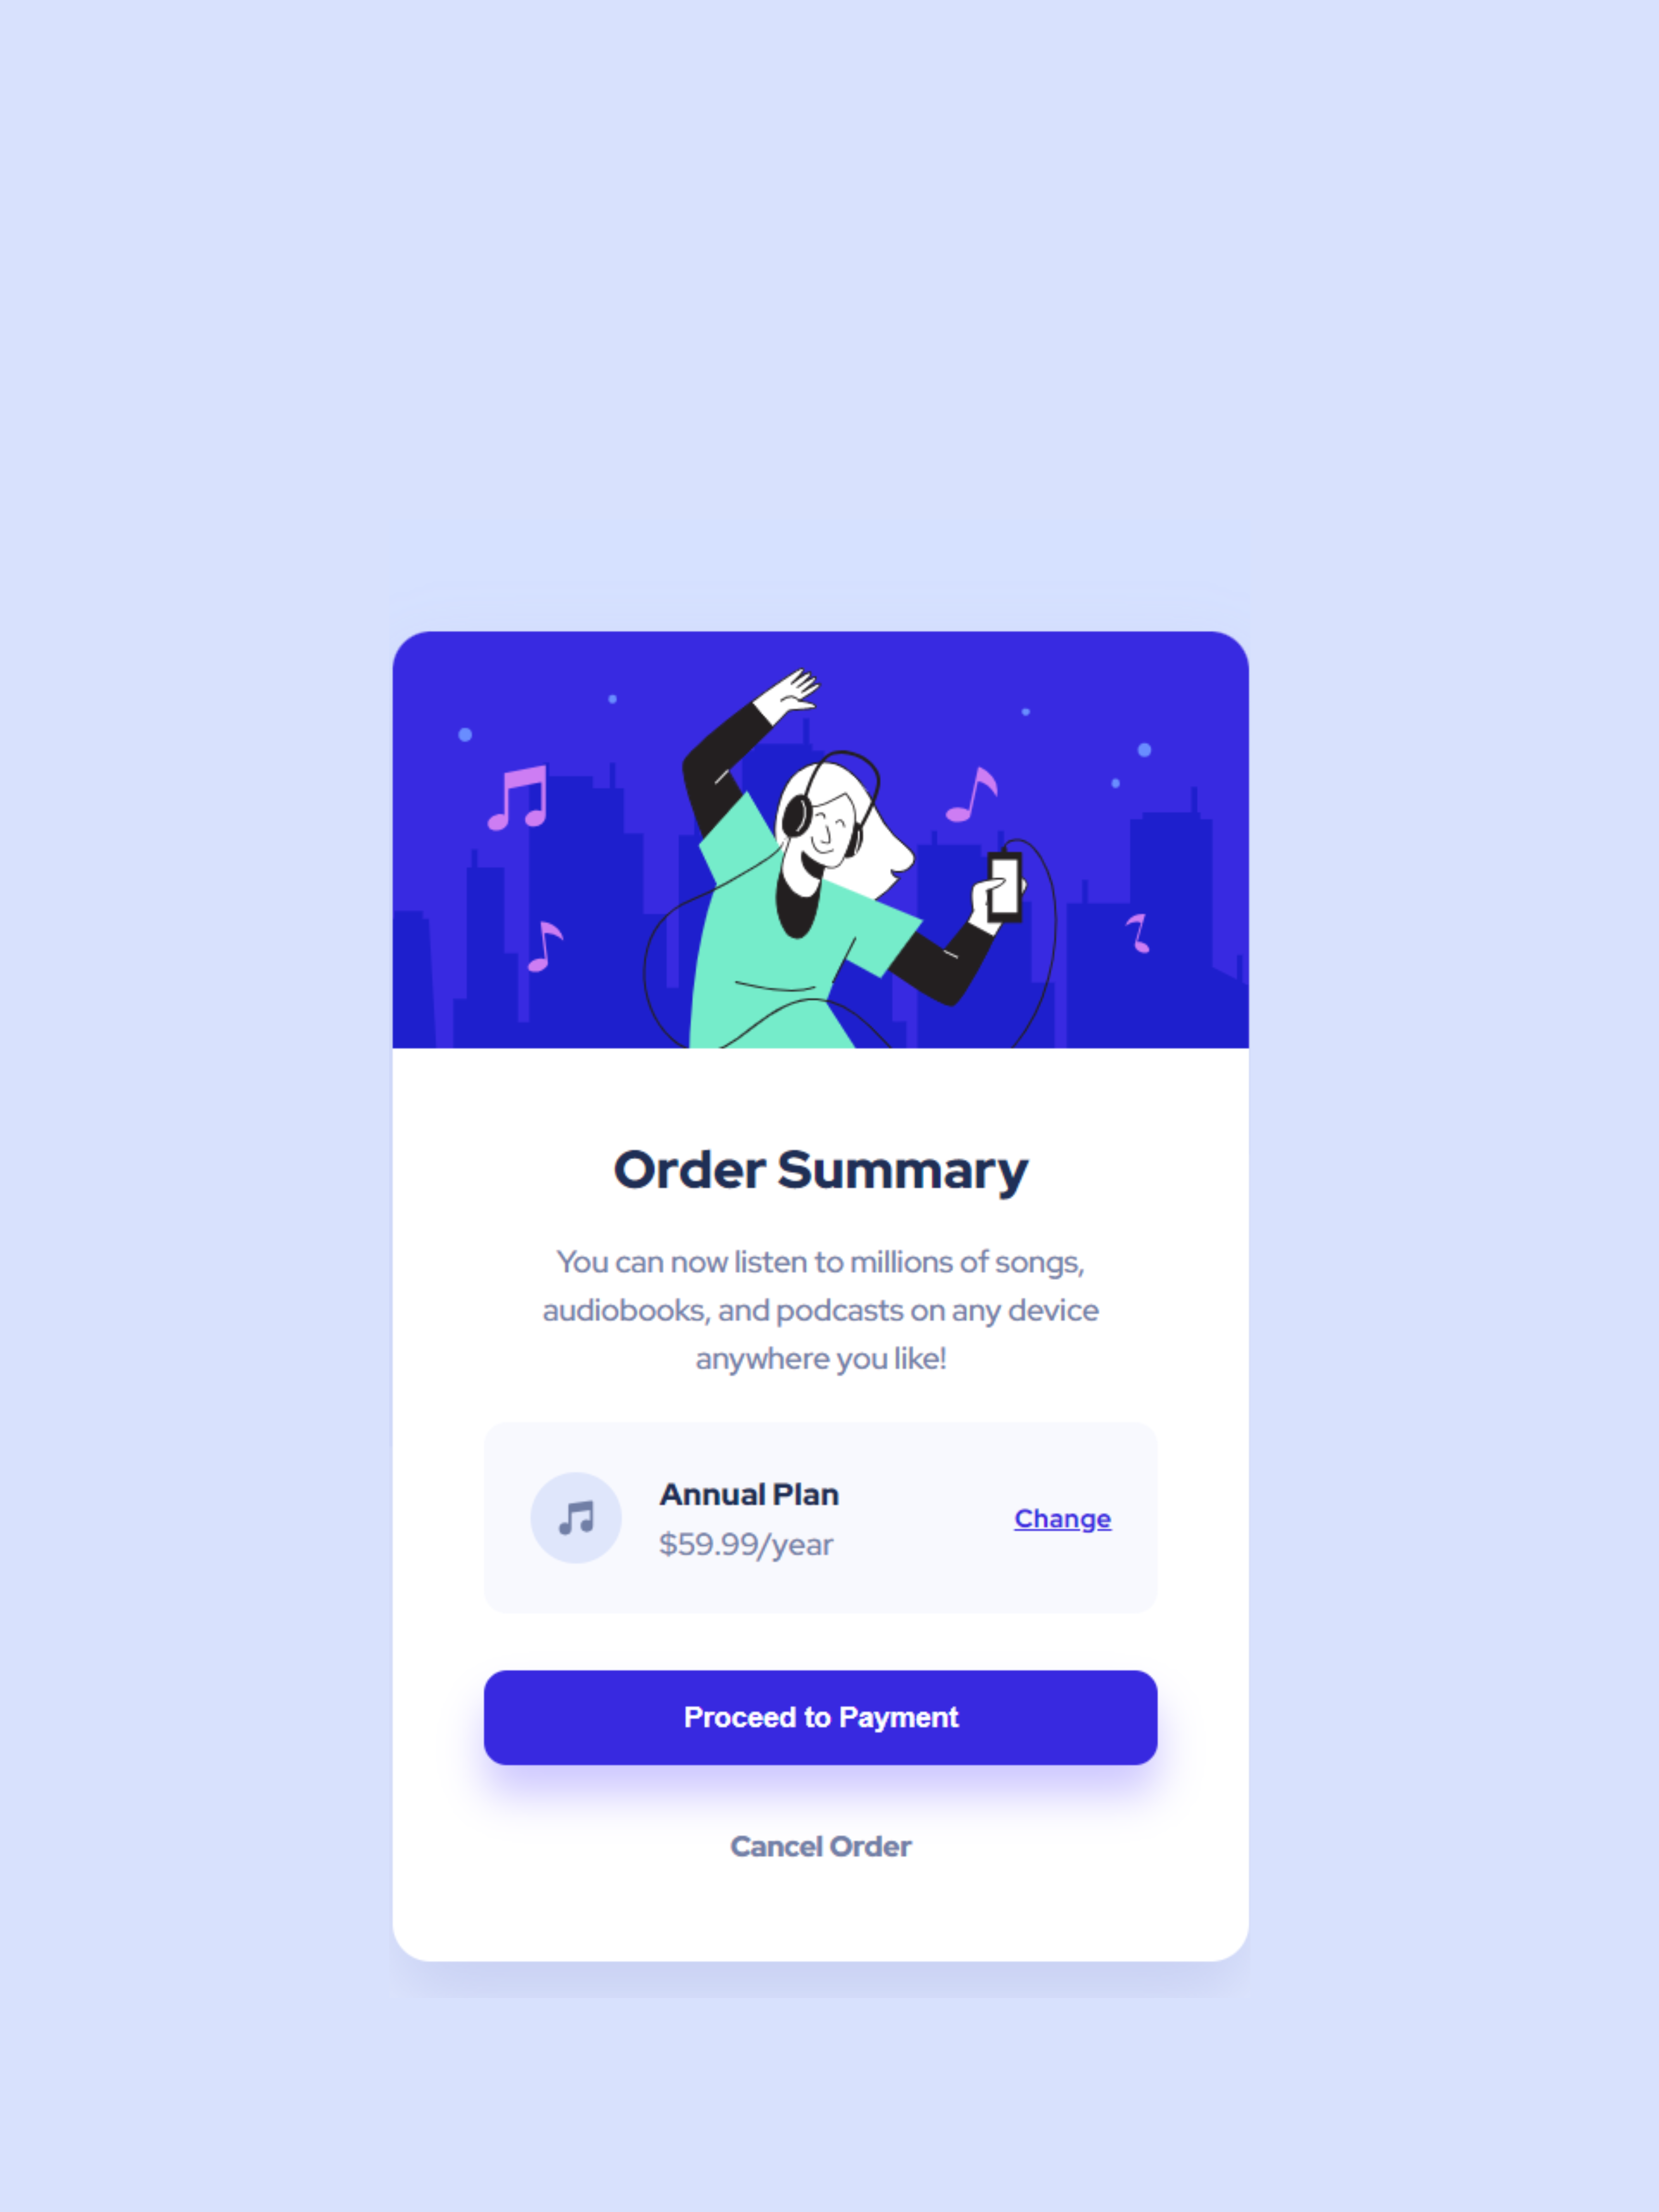 Order Summary
You can now listen to millions of songs,
audiobooks, and podcasts on any device
anywhere you like!
Annual Plan
$59.99/year
Change
Proceed to Payment
Cancel Order